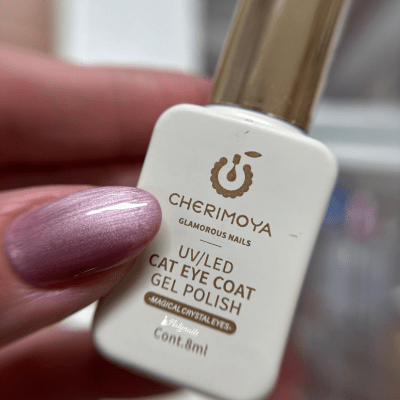 CHERIMOYA
GLAMOROUS NAILS
UV/LED
CAT EYE COAT
GEL POLISH
-MAGICAL CRYSTAL EYES-
Cont.8ml